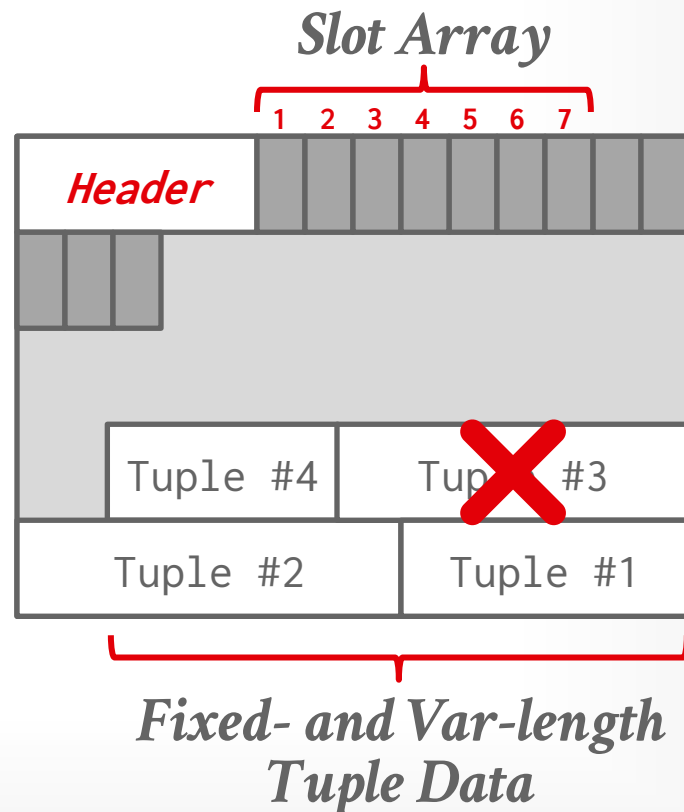 Slot Array
1 2 3 4 5 6 7
Header
Tuple #4 Tup #3
Tuple #2 Tuple #1
Fixed- and Var-length
Tuple Data